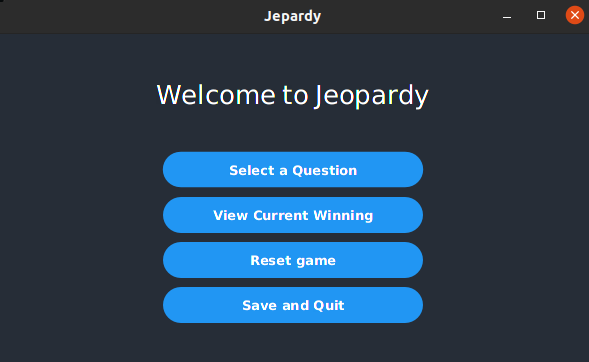 Jepardy
Welcome to Jeopardy
Select a Question
View Current Winning
Reset game
Save and Quit